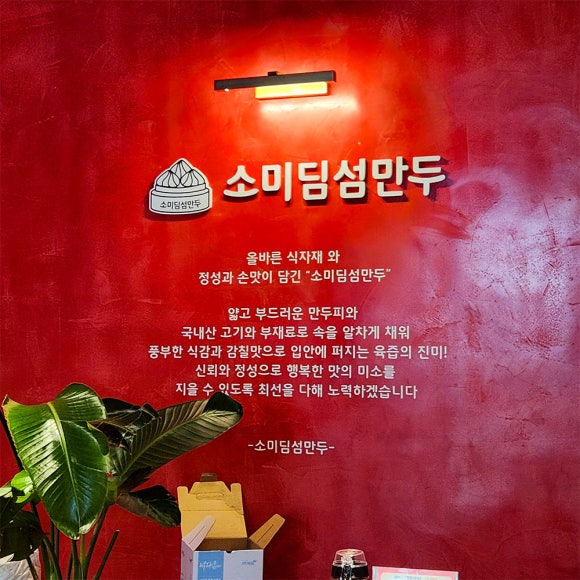 소미딤섬만두
소미딤섬만두
올바른 식자재 와
정성과 손맛이 담긴 "소미딤섬만두"
얇고 부드러운 만두피와
국내산 고기와 부재료로 속을 알차게 채워
풍부한 식감과 감칠맛으로 입안에 퍼지는 육즙의 진미!
신뢰와 정성으로 행복한 맛의 미소를
지을 수 있도록 최선을 다해 노력하겠습니다
-소미딤섬만두-